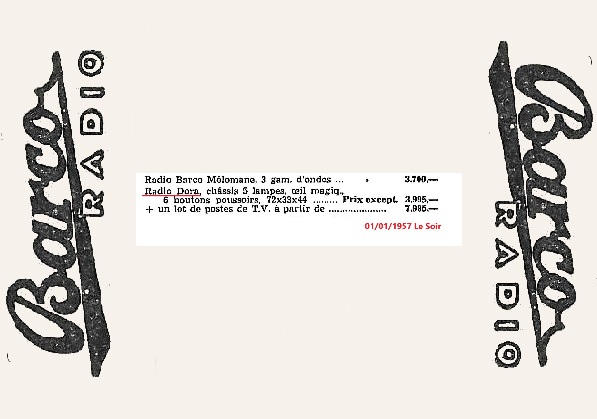 Barco
RADIO
Radio Barco Mélomane, 3 gam. d'ondes ... » 3.700,—
Radio Dora, châssis 5 lampes, œil magiq.,
6 boutons poussoirs, 72x33x44 ......... Prix except. 3.995,—
+ un lot de postes de T.V. à partir de .................... 7.995,—
01/01/1957 Le Soir
Barco
RADIO